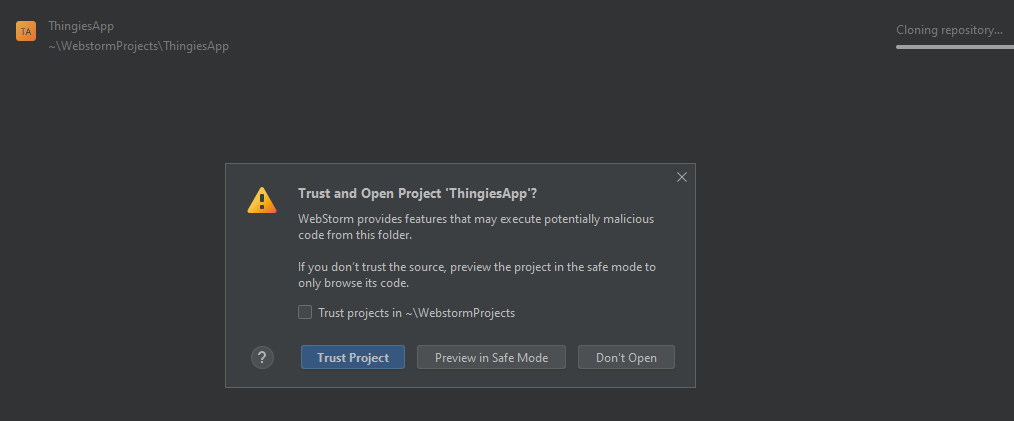 TA
ThingiesApp
~\WebstormProjects\ThingiesApp
Cloning repository...
Trust and Open Project 'ThingiesApp'?
WebStorm provides features that may execute potentially malicious
code from this folder.
If you don't trust the source, preview the project in the safe mode to
only browse its code.
Trust projects in ~\WebstormProjects
?
Trust Project
Preview in Safe Mode
Don't Open